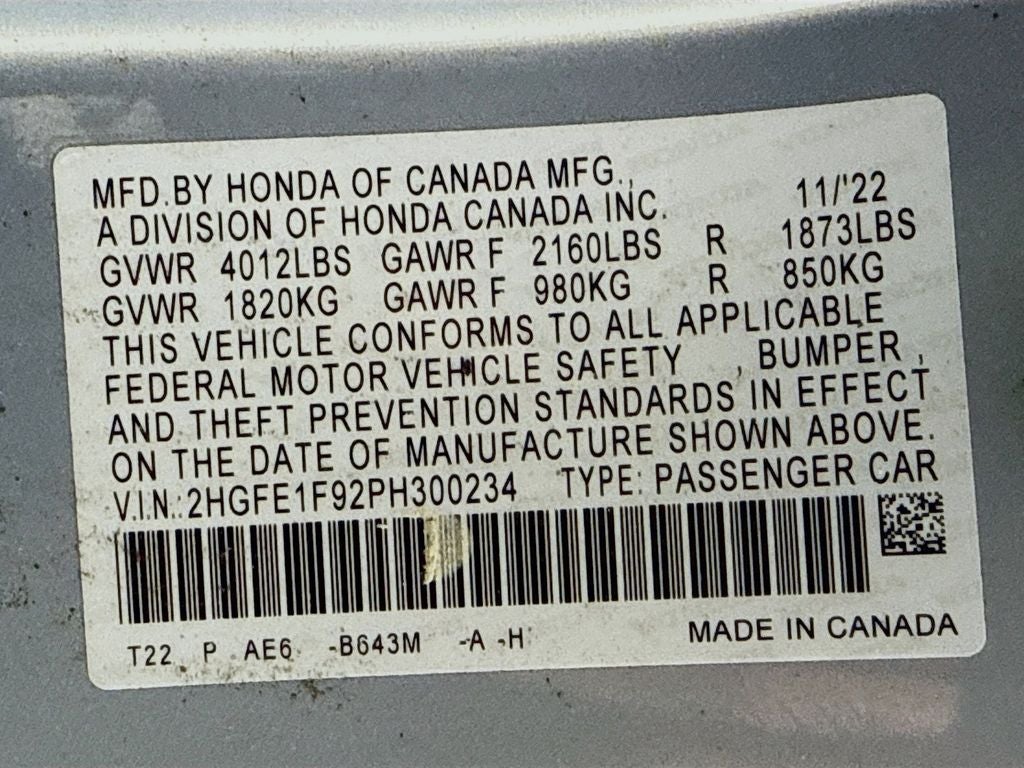 MFD.BY HONDA OF CANADA MFG.,
A DIVISION OF HONDA CANADA INC. 11/'22
GVWR 4012LBS GAWR F 2160LBS R 1873LBS
GVWR 1820KG GAWR F 980KG R 850KG
THIS VEHICLE CONFORMS TO ALL APPLICABLE
FEDERAL MOTOR VEHICLE SAFETY , BUMPER ,
AND THEFT PREVENTION STANDARDS IN EFFECT
ON THE DATE OF MANUFACTURE SHOWN ABOVE.
V.I.N.:2HGFE1F92PH300234 TYPE: PASSENGER CAR
T22 P AE6 -B643M -A -H
MADE IN CANADA